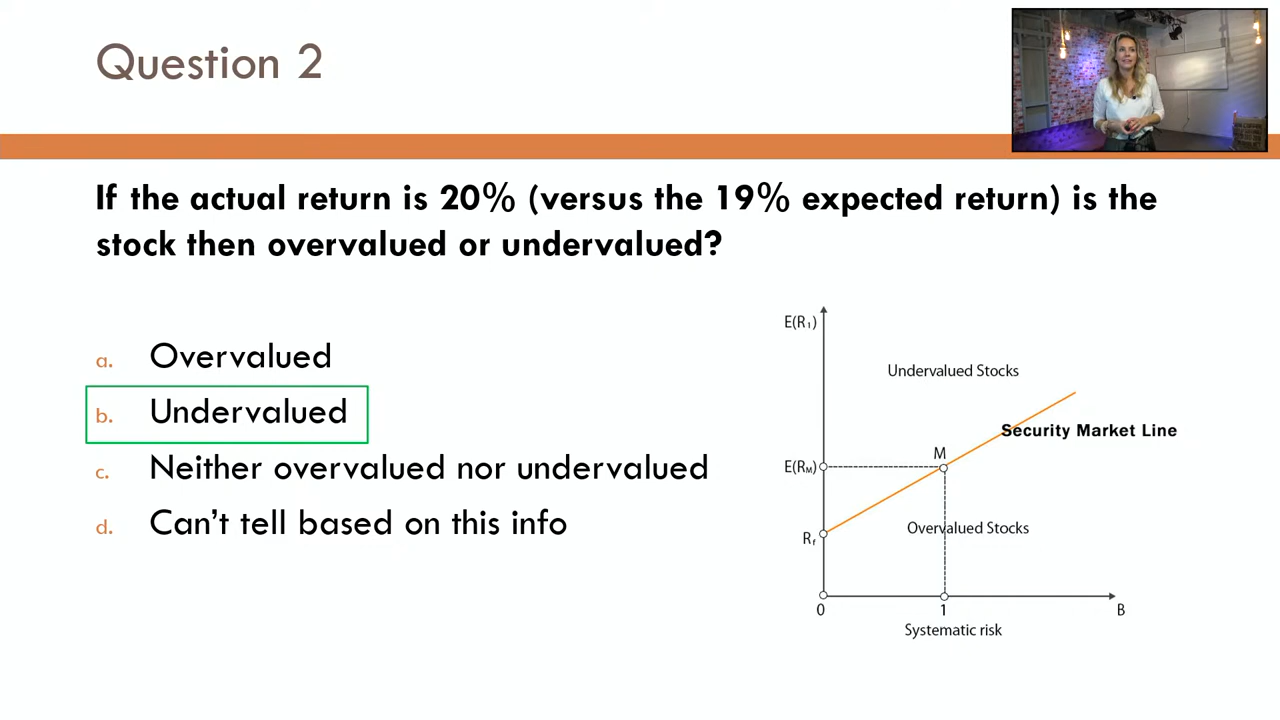 Question 2
If the actual return is 20% (versus the 19% expected return) is the
stock then overvalued or undervalued?
a. Overvalued
b. Undervalued
c. Neither overvalued nor undervalued
d. Can't tell based on this info
E(R₁)
Undervalued Stocks
Security Market Line
M
E(Rₘ)
Overvalued Stocks
Rf
0
1
B
Systematic risk